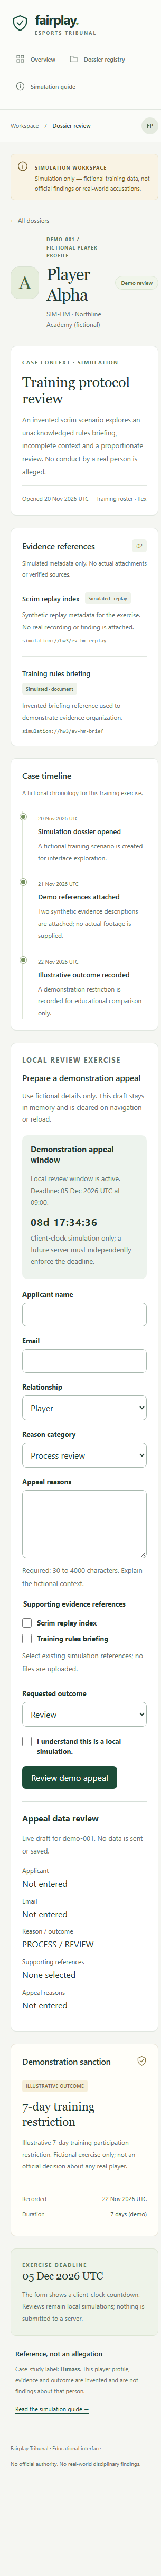 fairplay.
ESPORTS TRIBUNAL
Overview
Dossier registry
Simulation guide
Workspace / Dossier review
FP
SIMULATION WORKSPACE
Simulation only — fictional training data, not
official findings or real-world accusations.
← All dossiers
DEMO-001 /
FICTIONAL PLAYER
PROFILE
A
Player
Alpha
Demo review
SIM-HM · Northline
Academy (fictional)
CASE CONTEXT · SIMULATION
Training protocol
review
An invented scrim scenario explores an
unacknowledged rules briefing,
incomplete context and a proportionate
review. No conduct by a real person is
alleged.
Opened 20 Nov 2026 UTC
Training roster · flex
Evidence references
02
Simulated metadata only. No actual attachments
or verified sources.
Scrim replay index
Simulated · replay
Synthetic replay metadata for the exercise.
No real recording or finding is attached.
simulation://hw3/ev-hm-replay
Training rules briefing
Simulated · document
Invented briefing reference used to
demonstrate evidence organization.
simulation://hw3/ev-hm-brief
Case timeline
A fictional chronology for this training exercise.
20 Nov 2026 UTC
Simulation dossier opened
A fictional training scenario is created
for interface exploration.
21 Nov 2026 UTC
Demo references attached
Two synthetic evidence descriptions
are attached; no actual footage is
supplied.
22 Nov 2026 UTC
Illustrative outcome recorded
A demonstration restriction is
recorded for educational comparison
only.
LOCAL REVIEW EXERCISE
Prepare a demonstration appeal
Use fictional details only. This draft stays
in memory and is cleared on navigation
or reload.
Demonstration appeal
window
Local review window is active.
Deadline: 05 Dec 2026 UTC at
09:00.
08d 17:34:36
Client-clock simulation only; a
future server must independently
enforce the deadline.
Applicant name
Email
Relationship
Player
Reason category
Process review
Appeal reasons
Required: 30 to 4000 characters. Explain
the fictional context.
Supporting evidence references
Scrim replay index
Training rules briefing
Select existing simulation references; no
files are uploaded.
Requested outcome
Review
I understand this is a local
simulation.
Review demo appeal
Appeal data review
Live draft for demo-001. No data is sent
or saved.
Applicant
Not entered
Email
Not entered
Reason / outcome
PROCESS / REVIEW
Supporting references
None selected
Appeal reasons
Not entered
Demonstration sanction
ILLUSTRATIVE OUTCOME
7-day training
restriction
Illustrative 7-day training participation
restriction. Fictional exercise only; not an
official decision about any real player.
Recorded
22 Nov 2026 UTC
Duration
7 days (demo)
EXERCISE DEADLINE
05 Dec 2026 UTC
The form shows a client-clock countdown.
Reviews remain local simulations; nothing is
submitted to a server.
Reference, not an allegation
Case-study label: Himass. This player profile,
evidence and outcome are invented and are not
findings about that person.
Read the simulation guide →
Fairplay Tribunal · Educational interface
No official authority. No real-world disciplinary findings.